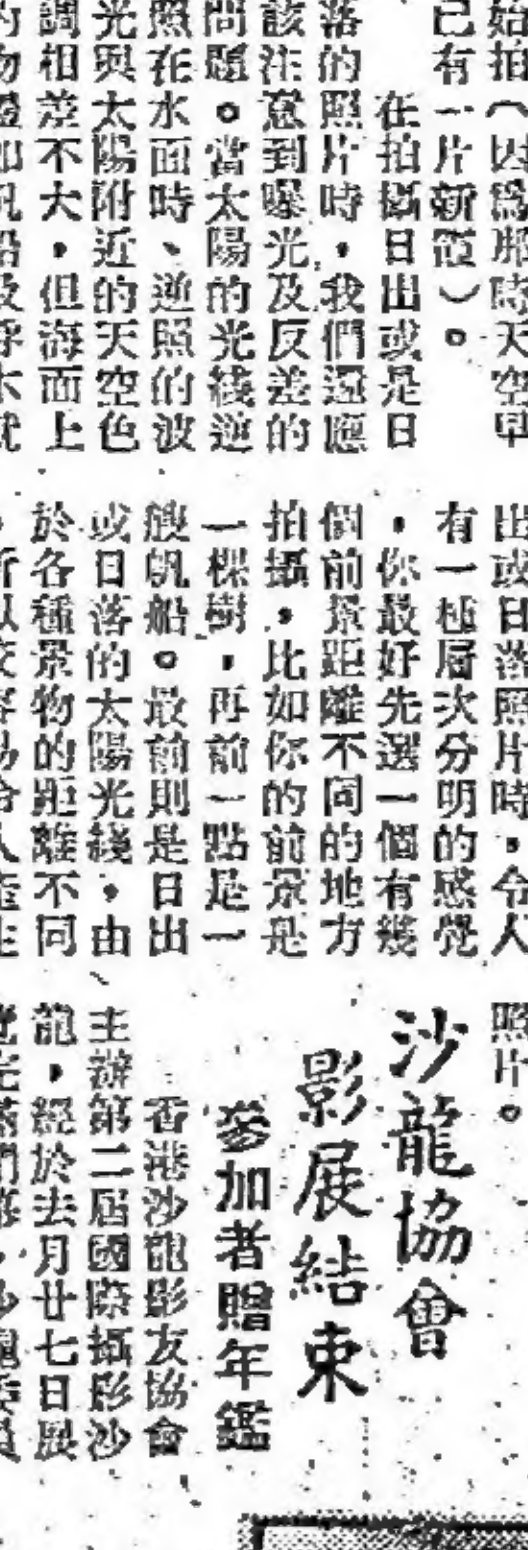 始拍(因為那時天空早
已有一片新霞)。
在拍攝日出或是日
落的照片時,我們還應
該注意到曝光及反差的
問題。當太陽的光綫逆
照在水面時、逆照的波
光與太陽附近的天空色
調相差不大,但海面上
出或日落照片時,令人
有一種層次分明的感覺
,你最好先選一個有幾
個前景距離不同的地方
拍攝,比如你的前景是
一棵樹,再前一點是一
艘帆船。最前則是日出
或日落的太陽光綫,由
於各種景物的距離不同
照片。
沙龍協會
影展結束
參加者贈年鑑
香港沙龍影友協會
主辦第二屆國際攝影沙
龍,經於去月廿七日展